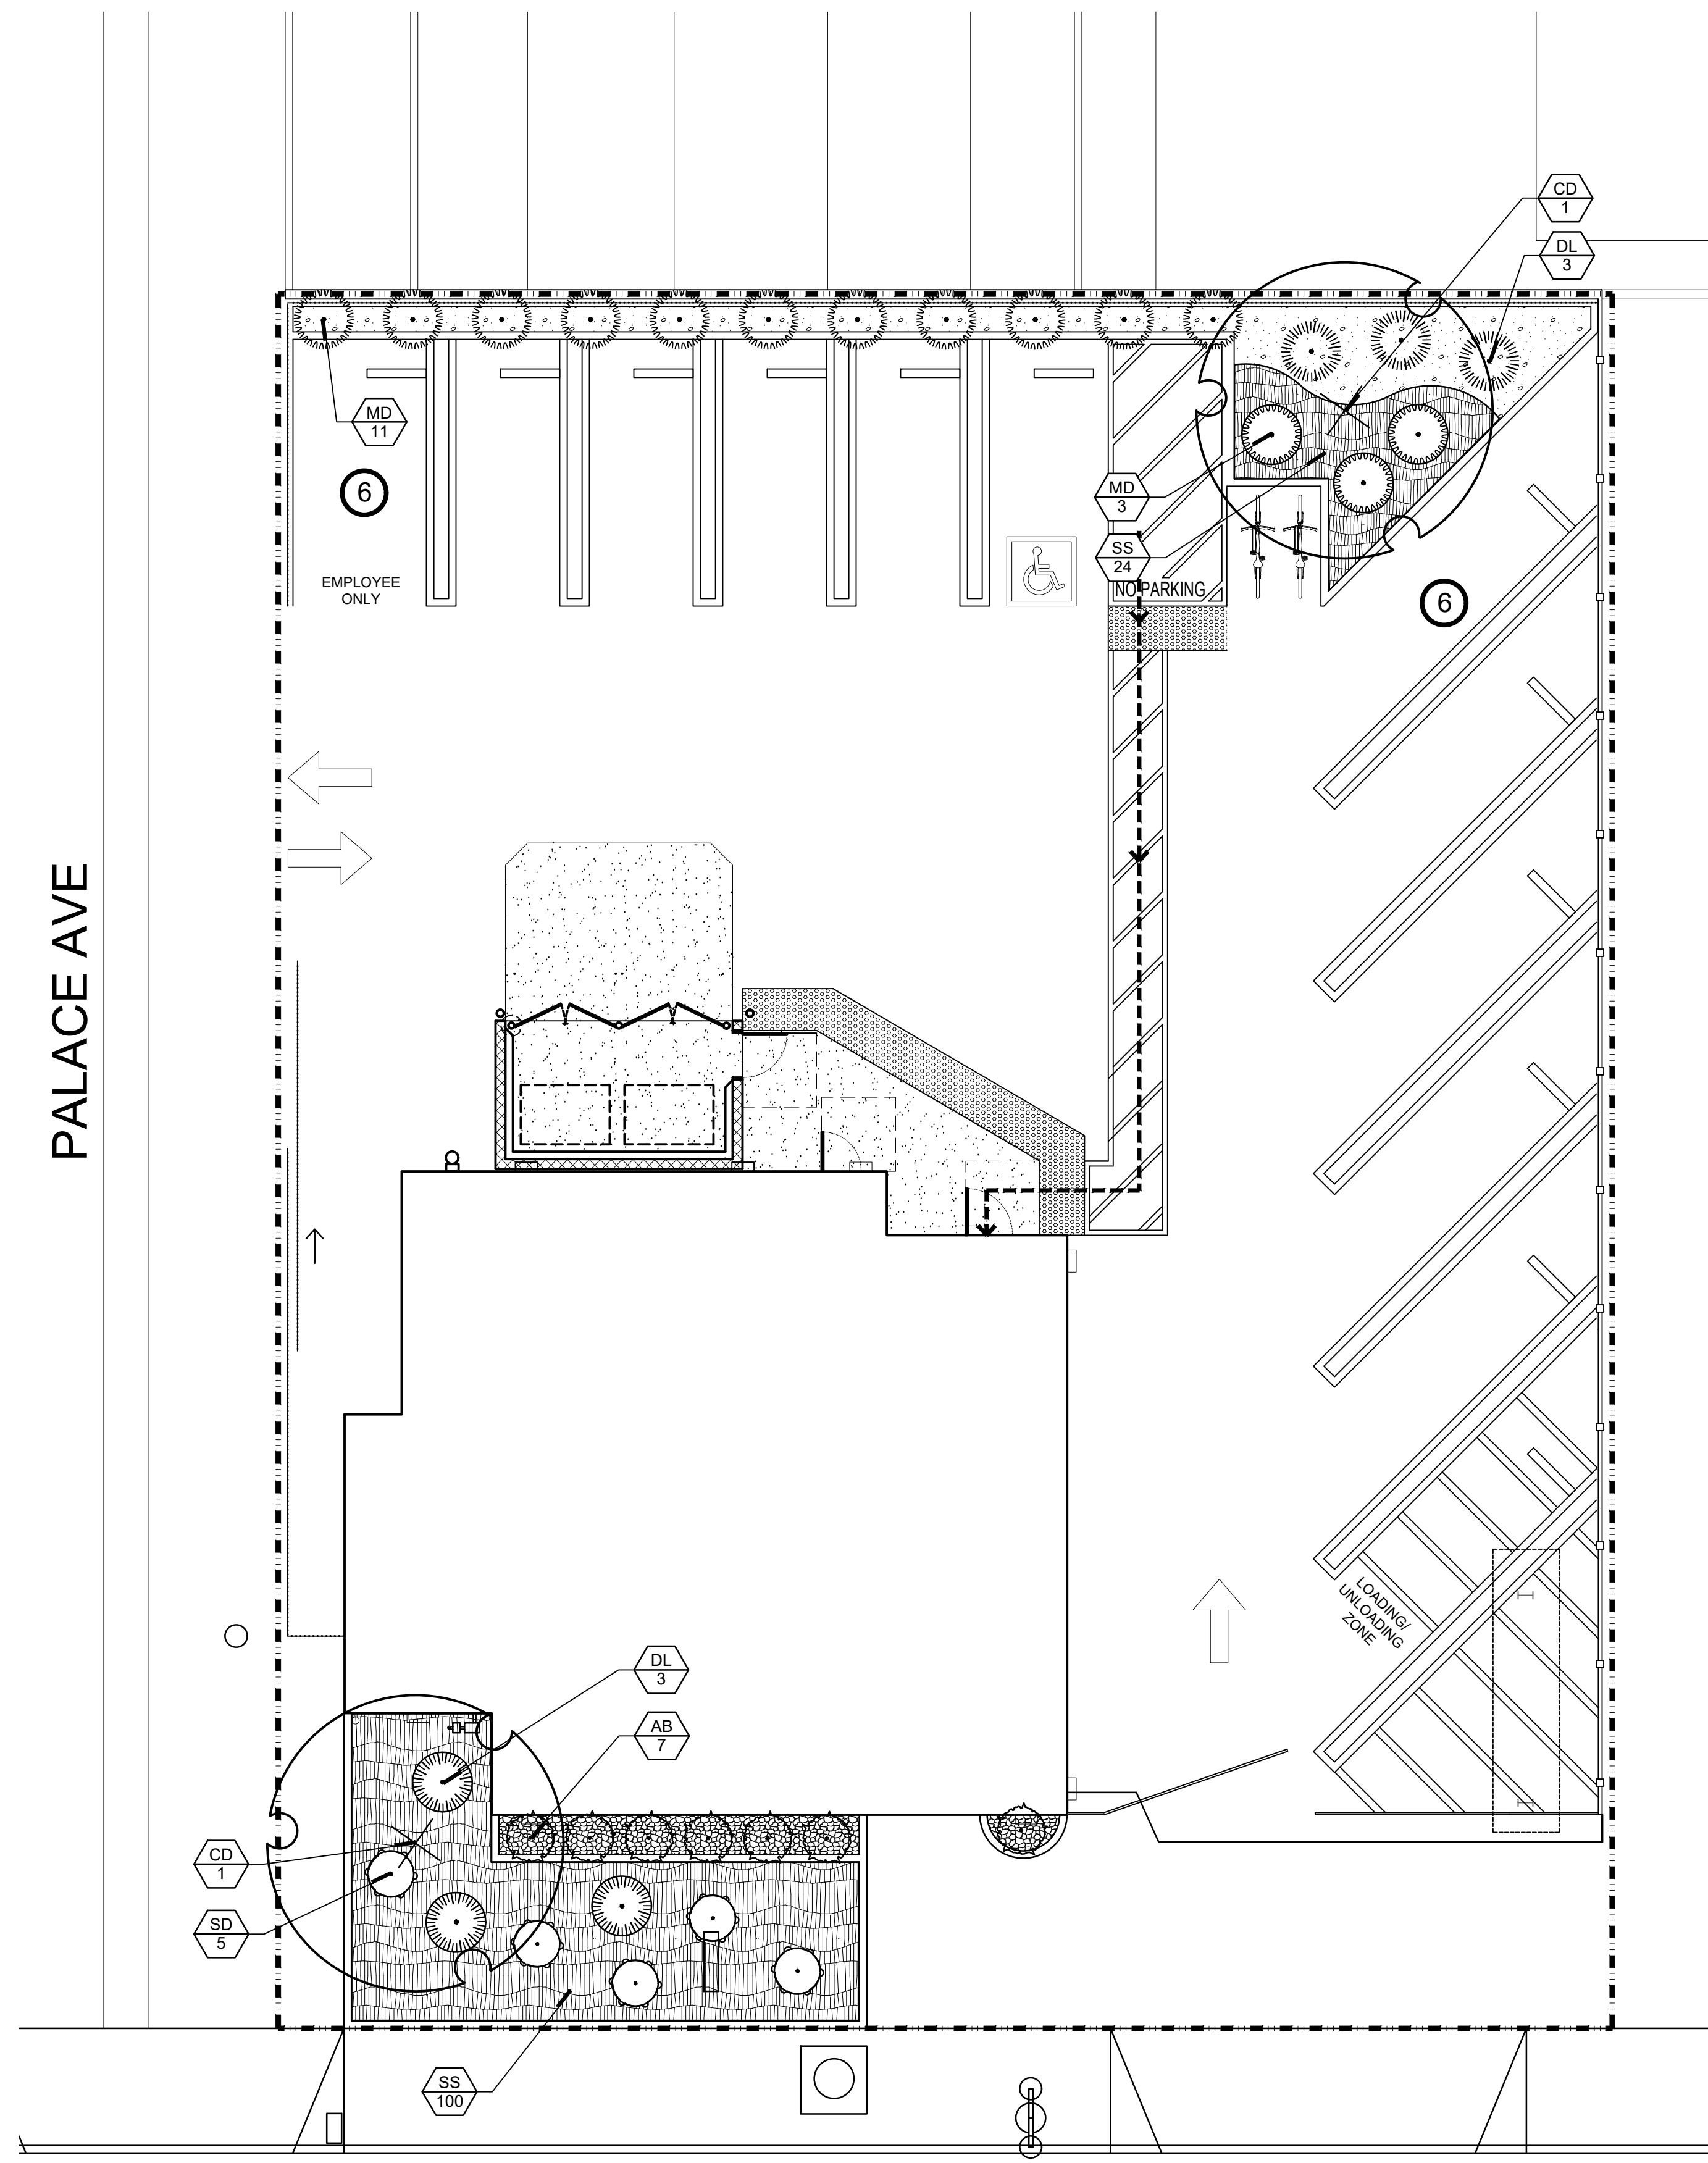 CD
1
DL
3
MD
11
6
MD
3
SS
24
EMPLOYEE
ONLY
NO PARKING
6
PALACE AVE
LOADING/
UNLOADING
ZONE
DL
3
AB
7
CD
1
SD
5
SS
100